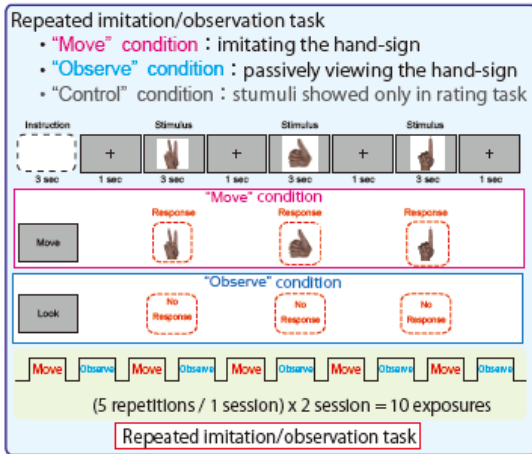 Repeated imitation/observation task
• "Move" condition：imitating the hand-sign
• "Observe" condition：passively viewing the hand-sign
• "Control" condition：stumuli showed only in rating task
Instruction Stimulus Stimulus Stimulus
+ + + +
3 sec 1 sec 3 sec 1 sec 3 sec 1 sec 3 sec 1 sec
"Move" condition
Response Response Response
Move
"Observe" condition
Look
No Response
No Response
No Response
Move Observe Move Observe Move Observe Move Observe Move Observe
(5 repetitions / 1 session) x 2 session = 10 exposures
Repeated imitation/observation task